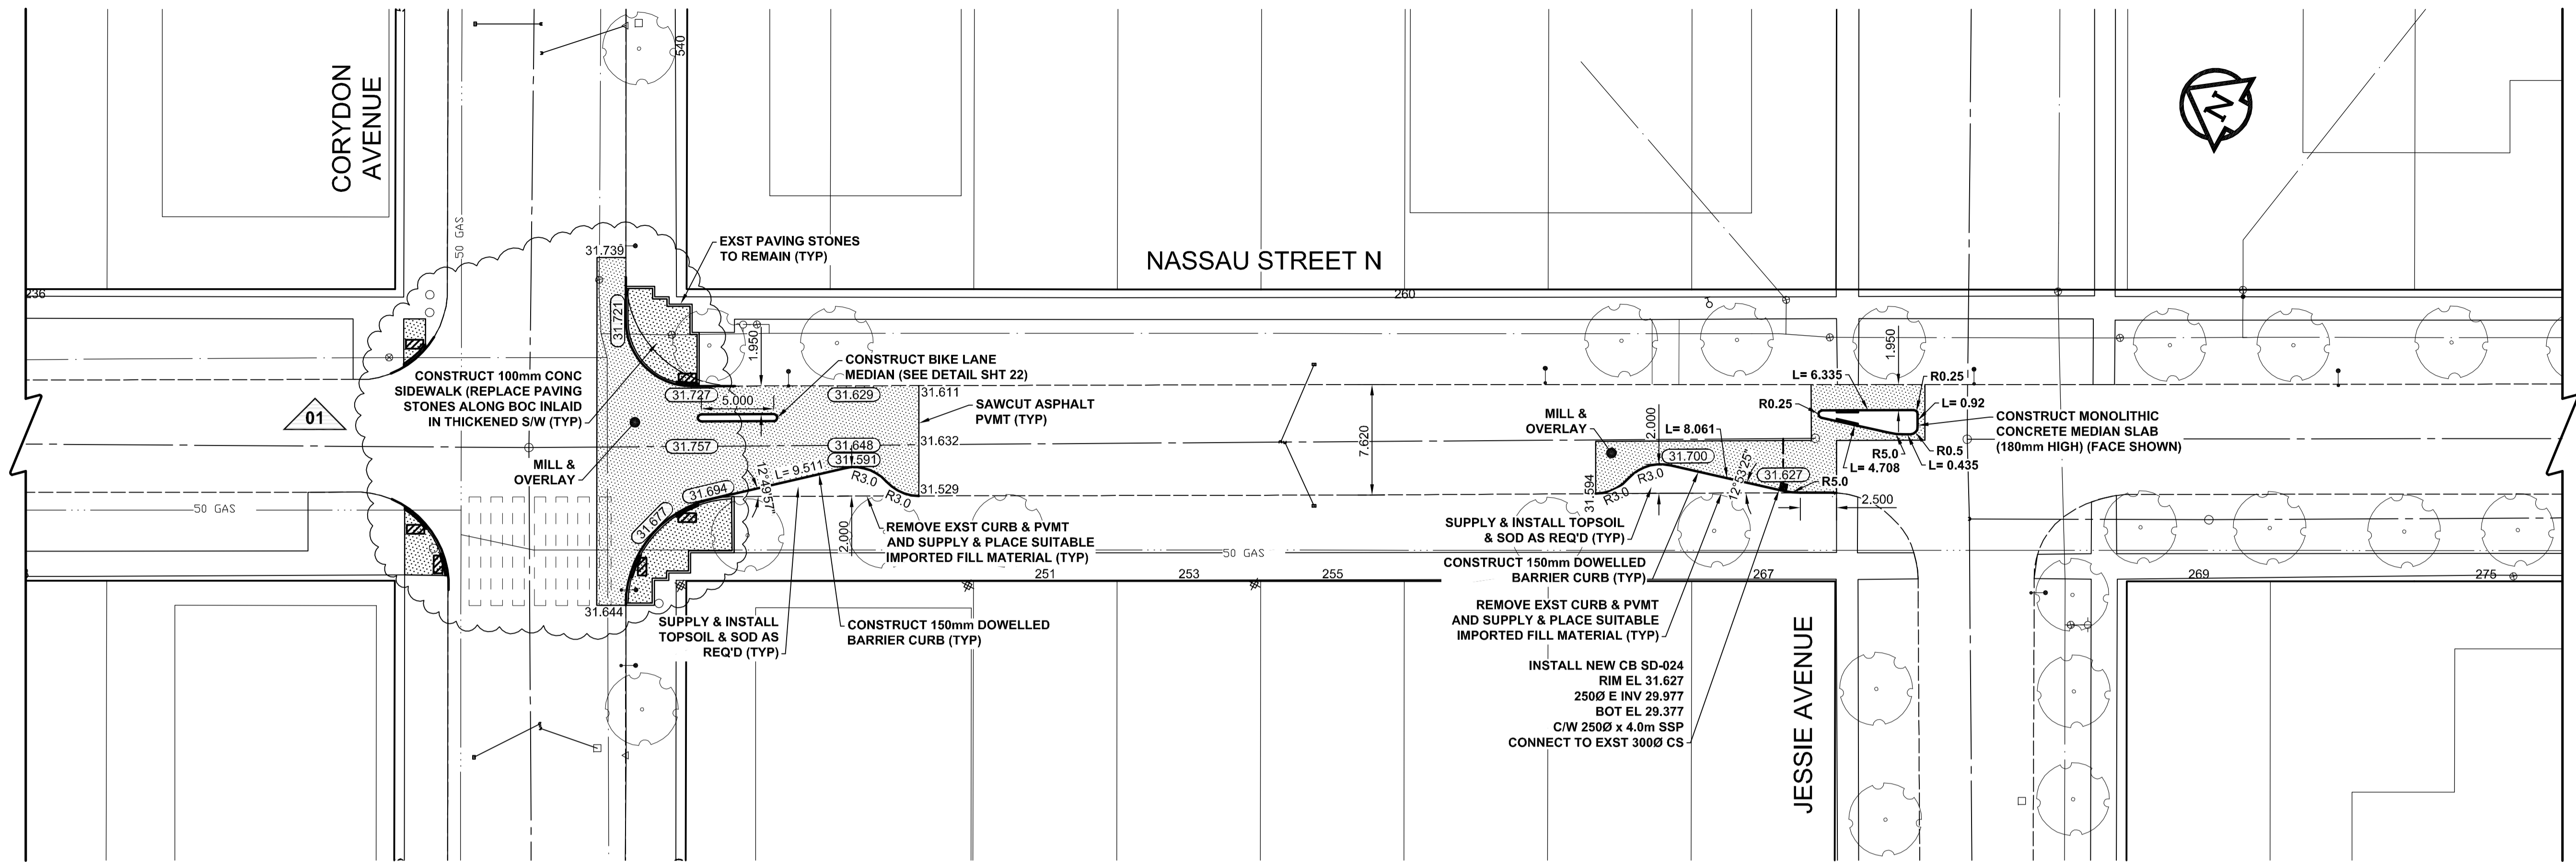 CORYDON
AVENUE
540
50 GAS
236
31.739
EXST PAVING STONES
TO REMAIN (TYP)
NASSAU STREET N
260
N
31.721
1.950
CONSTRUCT 100mm CONC
SIDEWALK (REPLACE PAVING
STONES ALONG BOC INLAID
IN THICKENED S/W (TYP)
01
CONSTRUCT BIKE LANE
MEDIAN (SEE DETAIL SHT 22)
31.727
5.000
31.629
31.611
SAWCUT ASPHALT
PVMT (TYP)
31.757
31.648
31.632
31.591
MILL &
OVERLAY
12°49'57"
L= 9.511
R3.0
R3.0
31.694
31.529
31.677
2.000
50 GAS
REMOVE EXST CURB & PVMT
AND SUPPLY & PLACE SUITABLE
IMPORTED FILL MATERIAL (TYP)
31.644
SUPPLY & INSTALL
TOPSOIL & SOD AS
REQ'D (TYP)
CONSTRUCT 150mm DOWELLED
BARRIER CURB (TYP)
50 GAS
251
253
255
7.620
MILL &
OVERLAY
2.000
L= 8.061
31.700
31.594
R3.0
R3.0
12°53'25"
31.627
R5.0
2.500
1.950
L= 6.335
R0.25
R0.25
L= 0.92
CONSTRUCT MONOLITHIC
CONCRETE MEDIAN SLAB
(180mm HIGH) (FACE SHOWN)
R0.5
R5.0
L= 0.435
L= 4.708
SUPPLY & INSTALL TOPSOIL
& SOD AS REQ'D (TYP)
CONSTRUCT 150mm DOWELLED
BARRIER CURB (TYP)
267
269
275
REMOVE EXST CURB & PVMT
AND SUPPLY & PLACE SUITABLE
IMPORTED FILL MATERIAL (TYP)
INSTALL NEW CB SD-024
RIM EL 31.627
250Ø E INV 29.977
BOT EL 29.377
C/W 250Ø x 4.0m SSP
CONNECT TO EXST 300Ø CS
JESSIE AVENUE